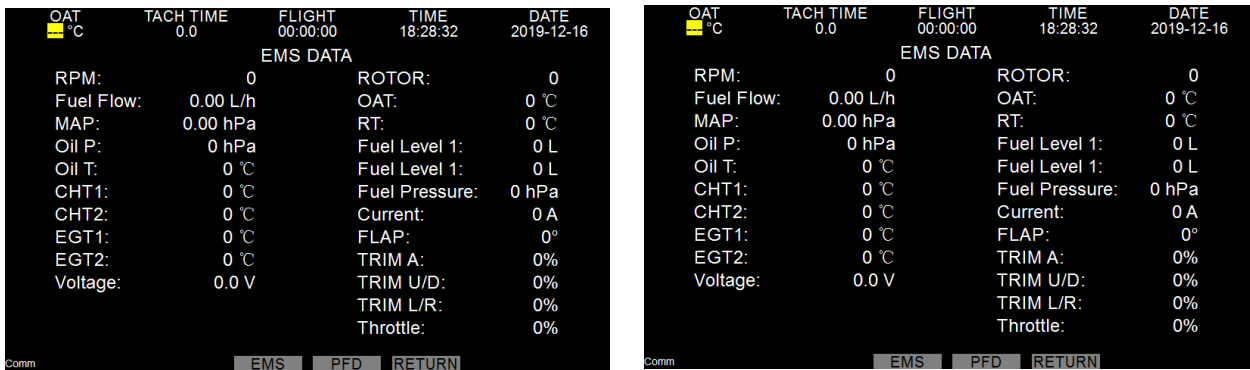 OAT TACH TIME FLIGHT TIME DATE
--- °C 0.0 00:00:00 18:28:32 2019-12-16
EMS DATA
RPM: 0 ROTOR: 0
Fuel Flow: 0.00 L/h OAT: 0 ℃
MAP: 0.00 hPa RT: 0 ℃
Oil P: 0 hPa Fuel Level 1: 0 L
Oil T: 0 ℃ Fuel Level 1: 0 L
CHT1: 0 ℃ Fuel Pressure: 0 hPa
CHT2: 0 ℃ Current: 0 A
EGT1: 0 ℃ FLAP: 0°
EGT2: 0 ℃ TRIM A: 0%
Voltage: 0.0 V TRIM U/D: 0%
TRIM L/R: 0%
Throttle: 0%
Comm EMS PFD RETURN
OAT TACH TIME FLIGHT TIME DATE
--- °C 0.0 00:00:00 18:28:32 2019-12-16
EMS DATA
RPM: 0 ROTOR: 0
Fuel Flow: 0.00 L/h OAT: 0 ℃
MAP: 0.00 hPa RT: 0 ℃
Oil P: 0 hPa Fuel Level 1: 0 L
Oil T: 0 ℃ Fuel Level 1: 0 L
CHT1: 0 ℃ Fuel Pressure: 0 hPa
CHT2: 0 ℃ Current: 0 A
EGT1: 0 ℃ FLAP: 0°
EGT2: 0 ℃ TRIM A: 0%
Voltage: 0.0 V TRIM U/D: 0%
TRIM L/R: 0%
Throttle: 0%
Comm EMS PFD RETURN